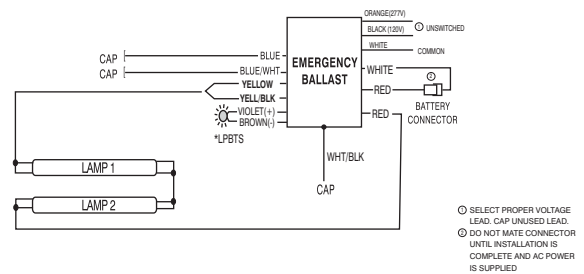 ORANGE(277V)
BLACK (120V)
① UNSWITCHED
WHITE
COMMON
CAP
BLUE
CAP
BLUE/WHT
EMERGENCY
BALLAST
WHITE
②
YELLOW
RED
YELL/BLK
BATTERY
CONNECTOR
VIOLET(+)
BROWN(-)
RED
*LPBTS
WHT/BLK
CAP
LAMP 1
LAMP 2
① SELECT PROPER VOLTAGE
LEAD. CAP UNUSED LEAD.
② DO NOT MATE CONNECTOR
UNTIL INSTALLATION IS
COMPLETE AND AC POWER
IS SUPPLIED